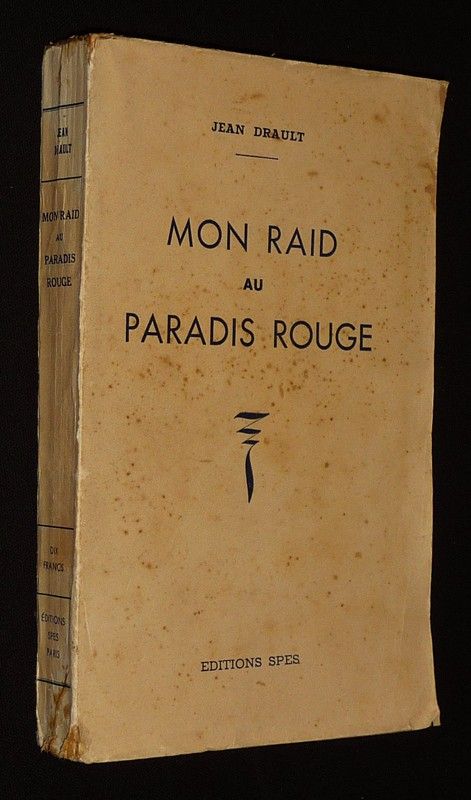 JEAN DRAULT
MON RAID
AU
PARADIS ROUGE
EDITIONS SPES
JEAN
DRAULT
MON RAID
AU
PARADIS
ROUGE
DIX
FRANCS
ÉDITIONS
SPES
PARIS